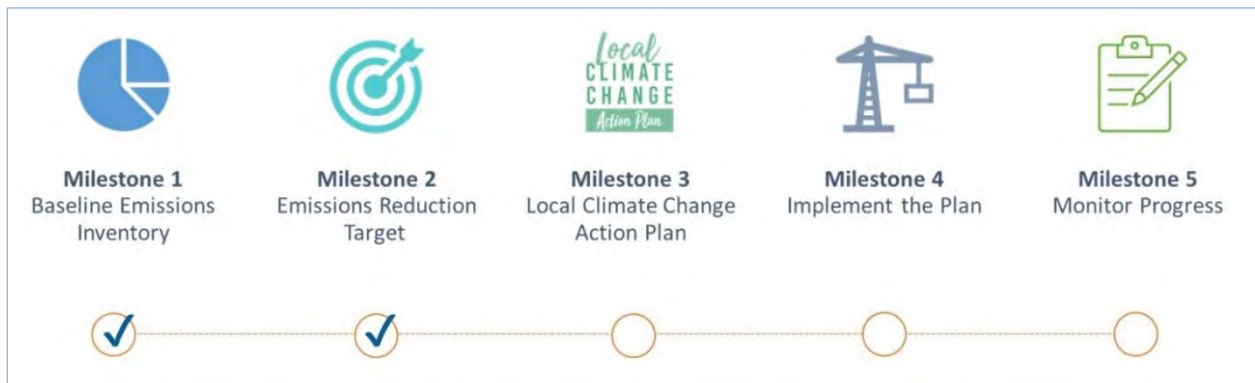 Local
CLIMATE
CHANGE
Action Plan
Milestone 1
Baseline Emissions
Inventory
Milestone 2
Emissions Reduction
Target
Milestone 3
Local Climate Change
Action Plan
Milestone 4
Implement the Plan
Milestone 5
Monitor Progress